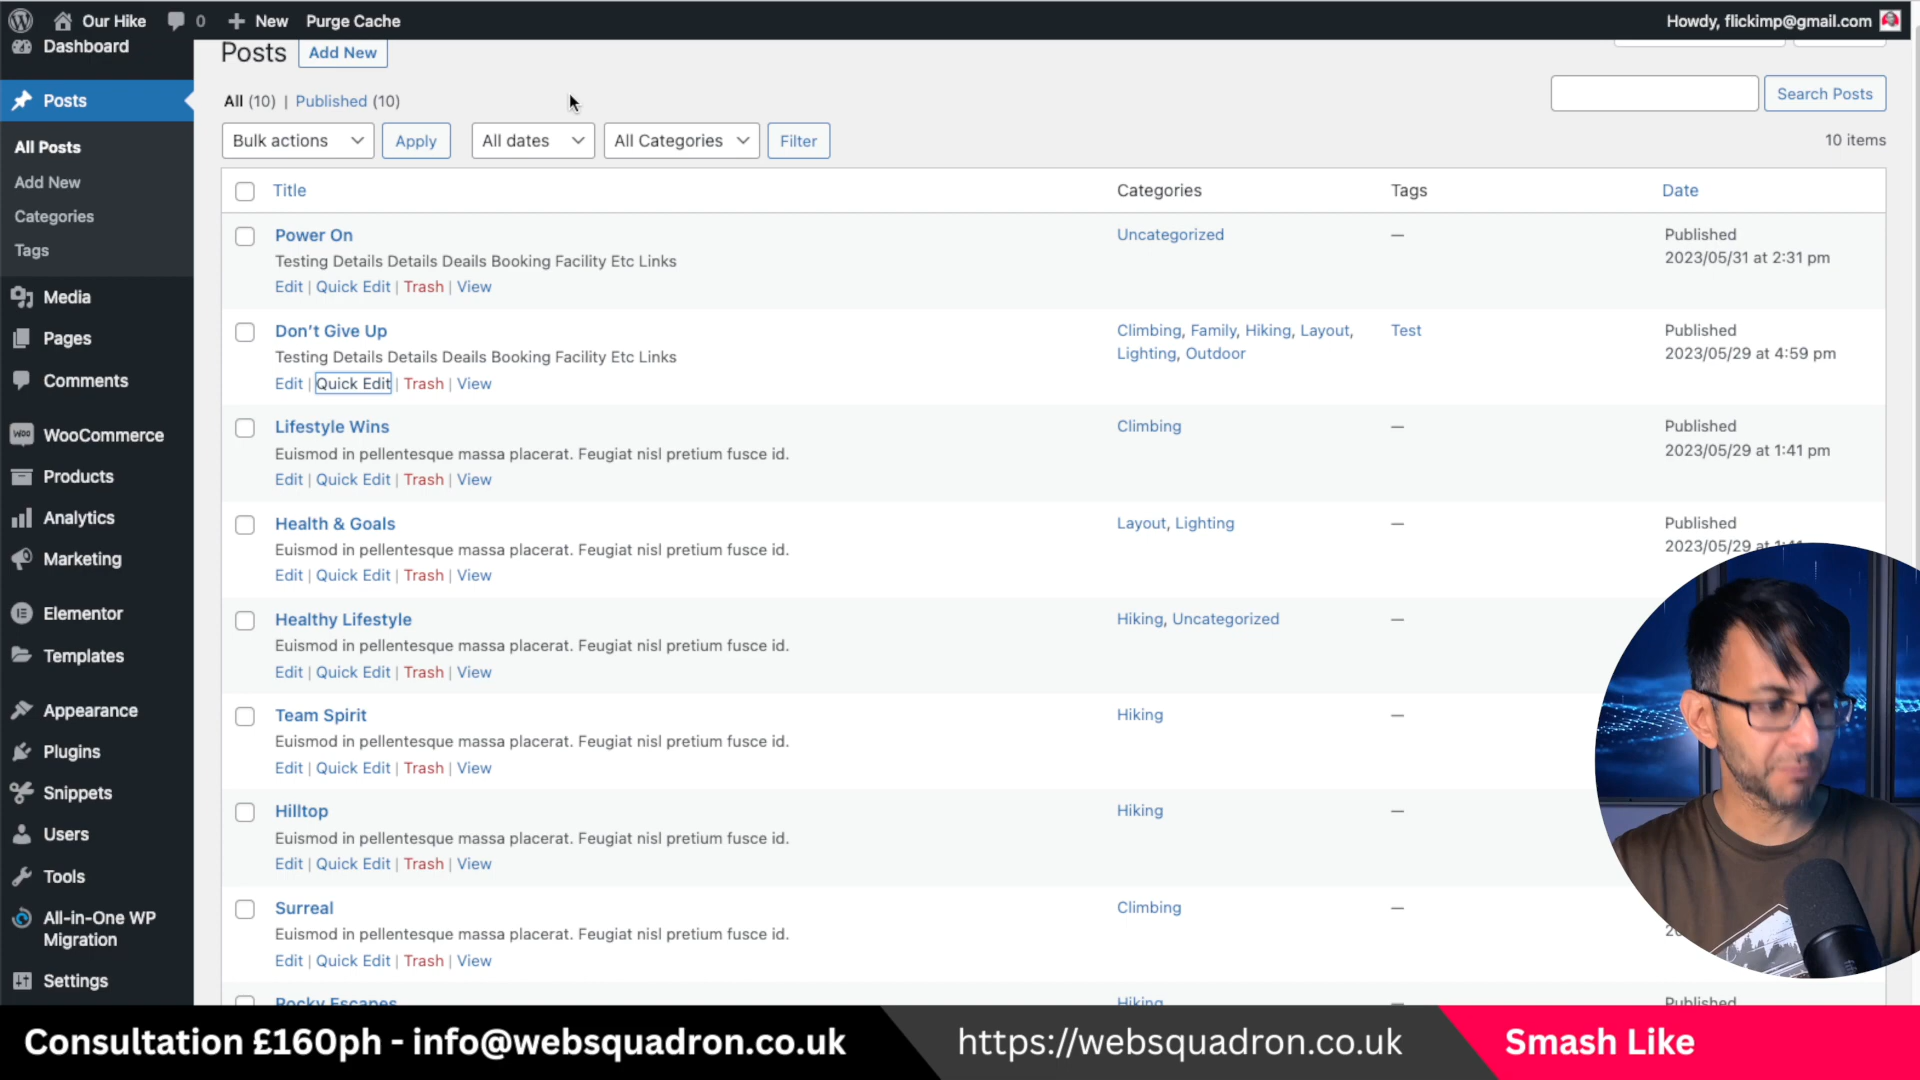 Our Hike 0 New Purge Cache Howdy, flickimp@gmail.com
Dashboard
Posts
All Posts
Add New
Categories
Tags
Media
Pages
Comments
WooCommerce
Products
Analytics
Marketing
Elementor
Templates
Appearance
Plugins
Snippets
Users
Tools
All-in-One WP
Migration
Settings
Posts Add New
All (10) | Published (10)
Search Posts
Bulk actions Apply All dates All Categories Filter 10 items
Title Categories Tags Date
Power On Uncategorized — Published
Testing Details Details Deails Booking Facility Etc Links 2023/05/31 at 2:31 pm
Edit | Quick Edit | Trash | View
Don’t Give Up Climbing, Family, Hiking, Layout, Test Published
Testing Details Details Deails Booking Facility Etc Links Lighting, Outdoor 2023/05/29 at 4:59 pm
Edit | Quick Edit | Trash | View
Lifestyle Wins Climbing — Published
Euismod in pellentesque massa placerat. Feugiat nisl pretium fusce id. 2023/05/29 at 1:41 pm
Edit | Quick Edit | Trash | View
Health & Goals Layout, Lighting — Published
Euismod in pellentesque massa placerat. Feugiat nisl pretium fusce id. 2023/05/29 at
Edit | Quick Edit | Trash | View
Healthy Lifestyle Hiking, Uncategorized —
Euismod in pellentesque massa placerat. Feugiat nisl pretium fusce id.
Edit | Quick Edit | Trash | View
Team Spirit Hiking —
Euismod in pellentesque massa placerat. Feugiat nisl pretium fusce id.
Edit | Quick Edit | Trash | View
Hilltop Hiking —
Euismod in pellentesque massa placerat. Feugiat nisl pretium fusce id.
Edit | Quick Edit | Trash | View
Surreal Climbing —
Euismod in pellentesque massa placerat. Feugiat nisl pretium fusce id.
Edit | Quick Edit | Trash | View
Rocky Escapes Hiking — Published
Consultation £160ph - info@websquadron.co.uk https://websquadron.co.uk Smash Like